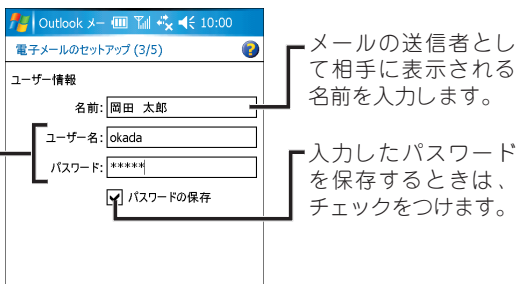 Outlook メー 10:00
電子メールのセットアップ (3/5)
ユーザー情報
名前: 岡田 太郎
ユーザー名: okada
パスワード: *****
パスワードの保存
メールの送信者とし
て相手に表示される
名前を入力します。
入力したパスワード
を保存するときは、
チェックをつけます。